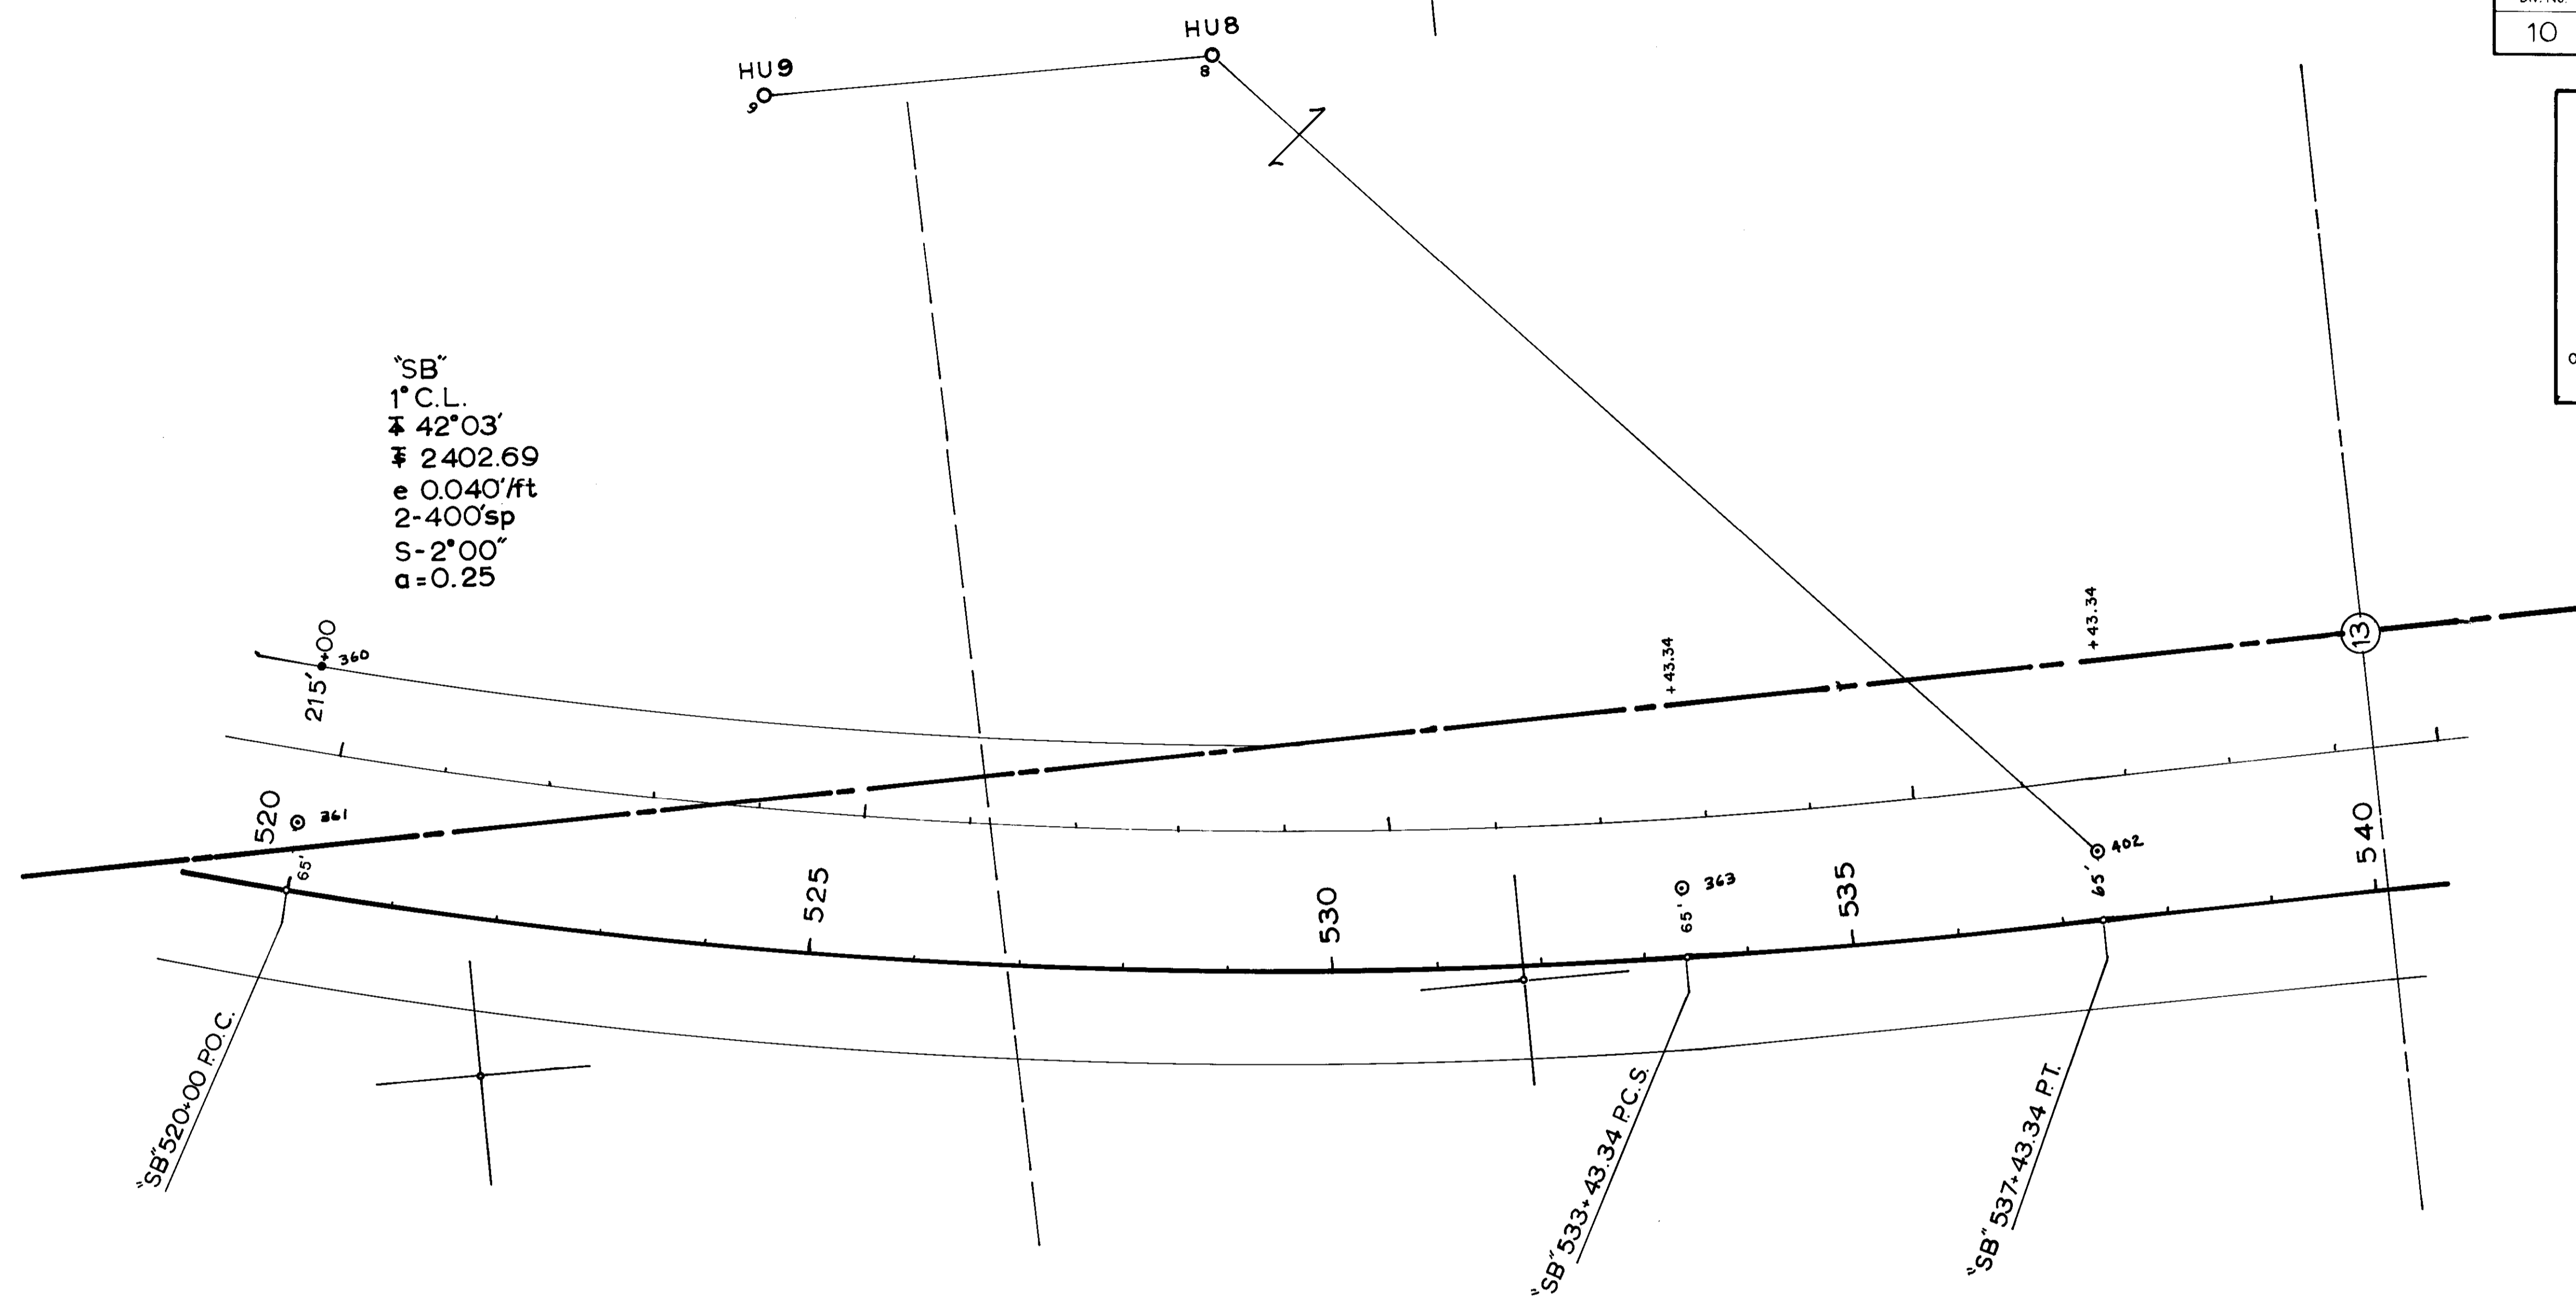 HU9
9
HU8
8
10
"SB"
1° C.L.
42°03'
2402.69
e 0.040'/ft
2-400'sp
S-2°00"
a=0.25
+00
360
215'
520
361
65'
525
530
65'
363
535
+43.34
+43.34
13
402
65'
540
"SB" 520+00 P.O.C.
"SB" 533+43.34 P.C.S.
"SB" 537+43.34 P.T.